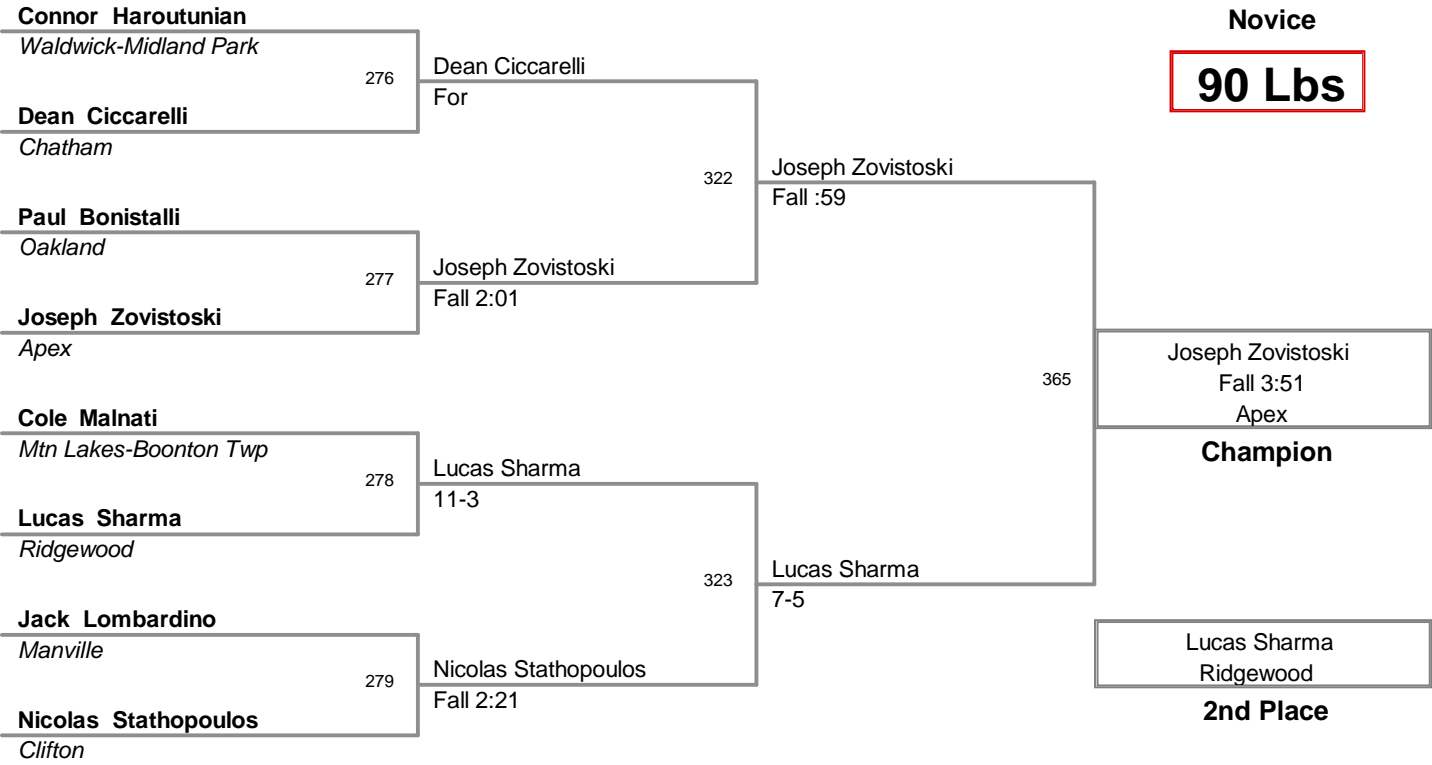 Connor Haroutunian
Novice
Waldwick-Midland Park
276
Dean Ciccarelli
90 Lbs
For
Dean Ciccarelli
Chatham
322
Joseph Zovistoski
Fall :59
Paul Bonistalli
Oakland
277
Joseph Zovistoski
Fall 2:01
Joseph Zovistoski
Apex
365
Joseph Zovistoski
Fall 3:51
Apex
Champion
Cole Malnati
Mtn Lakes-Boonton Twp
278
Lucas Sharma
11-3
Lucas Sharma
Ridgewood
323
Lucas Sharma
7-5
Jack Lombardino
Manville
279
Nicolas Stathopoulos
Fall 2:21
Lucas Sharma
Ridgewood
2nd Place
Nicolas Stathopoulos
Clifton